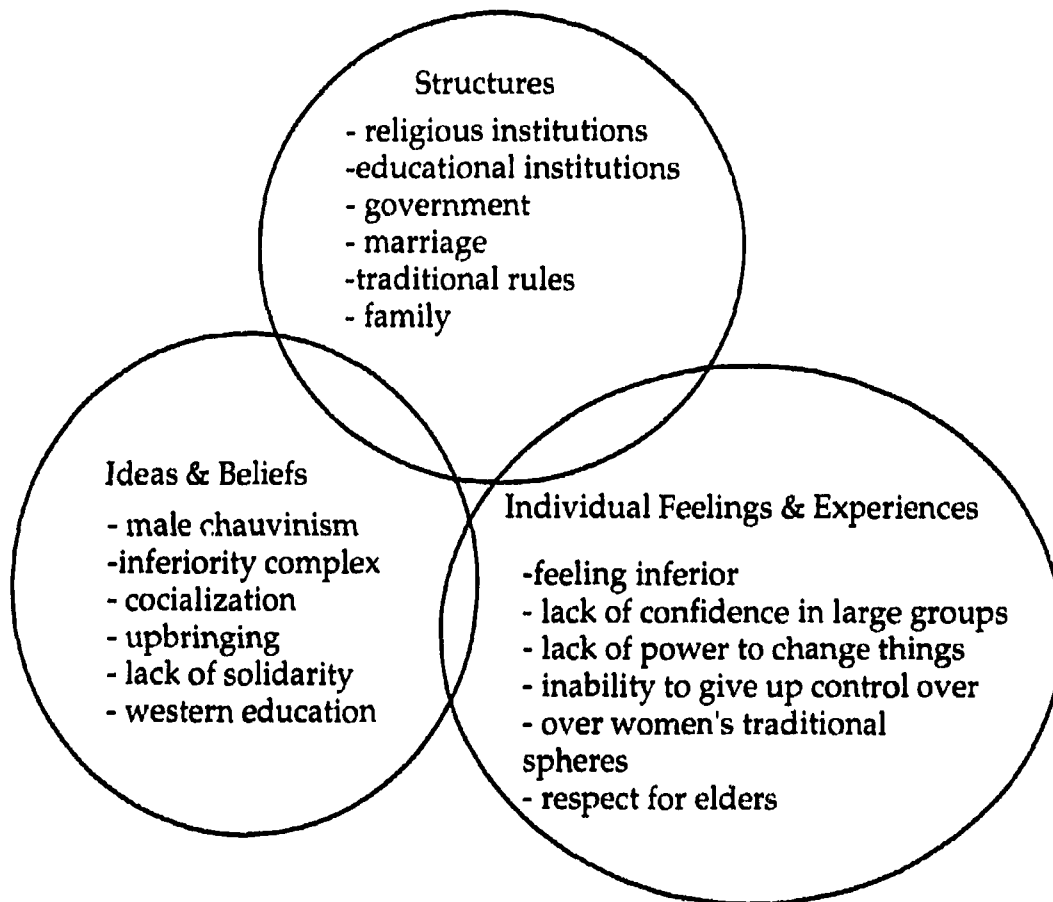 Structures
- religious institutions
-educational institutions
- government
- marriage
-traditional rules
- family
Ideas & Beliefs
- male chauvinism
-inferiority complex
- cocialization
- upbringing
- lack of solidarity
- western education
Individual Feelings & Experiences
-feeling inferior
- lack of confidence in large groups
- lack of power to change things
- inability to give up control over
- over women's traditional
spheres
- respect for elders